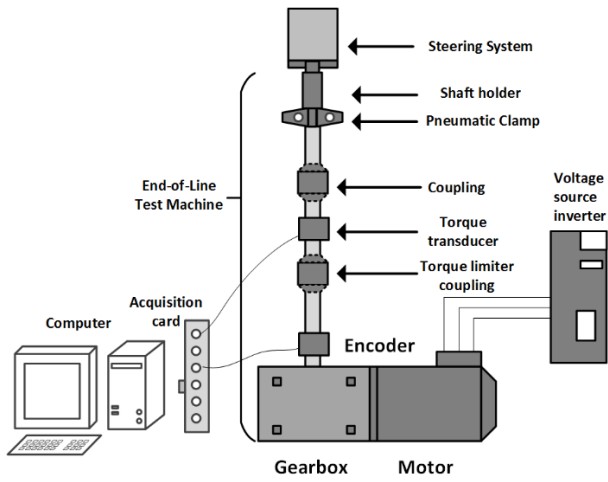 Steering System
Shaft holder
Pneumatic Clamp
End-of-Line
Test Machine
Coupling
Voltage
source
inverter
Torque
transducer
Torque limiter
coupling
Acquisition
card
Computer
Encoder
Gearbox
Motor